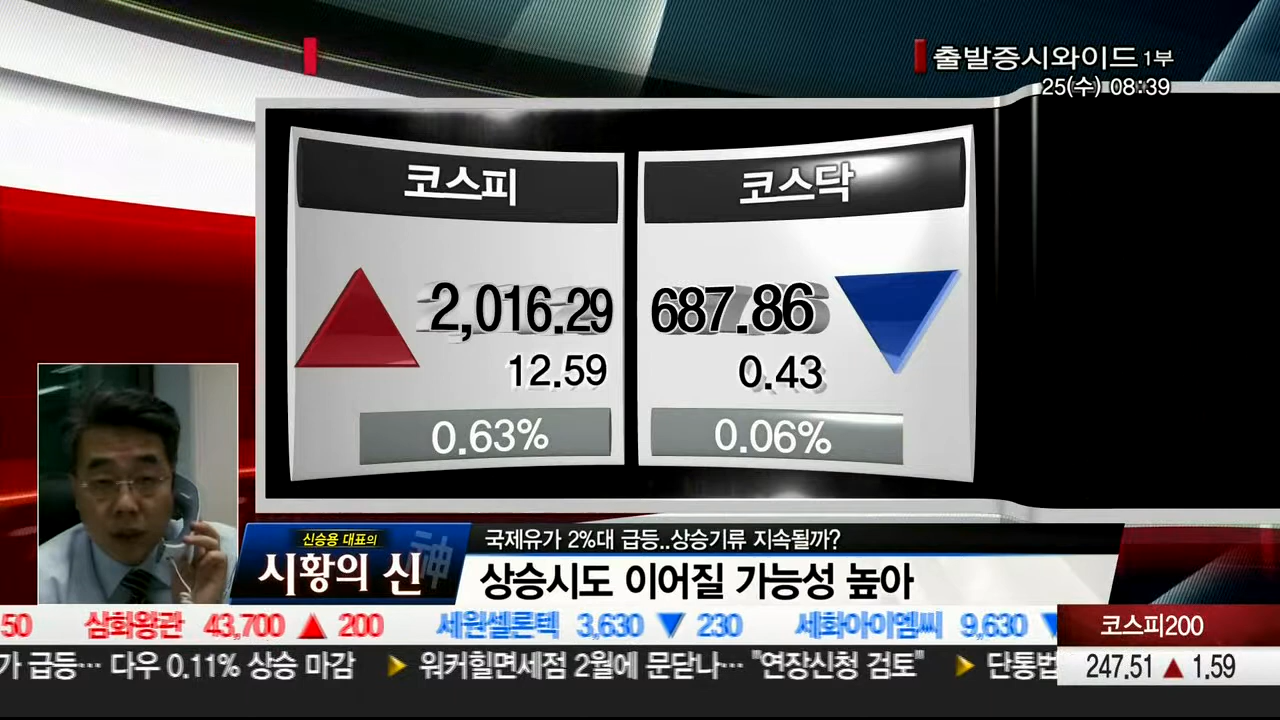 출발증시와이드 1부
25(수) 08:39
코스피
2,016.29
12.59
0.63%
코스닥
687.86
0.43
0.06%
신승용 대표의
시황의 신
神
국제유가 2%대 급등..상승기류 지속될까?
상승시도 이어질 가능성 높아
50 삼화왕관 43,700 ▲ 200 세원셀론텍 3,630 ▼ 230 세화아이엠씨 9,630 ▼
코스피200
247.51 ▲ 1.59
가 급등… 다우 0.11% 상승 마감 워커힐면세점 2월에 문닫나… "연장신청 검토" 단통법